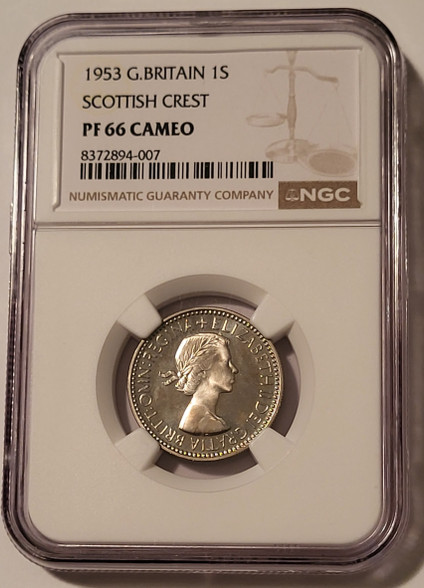 1953 G.BRITAIN 1S
SCOTTISH CREST
PF 66 CAMEO
8372894-007
NUMISMATIC GUARANTY COMPANY NGC
+ELIZABETH·II·DEI·GRATIA·BRITT:OMN:REGINA